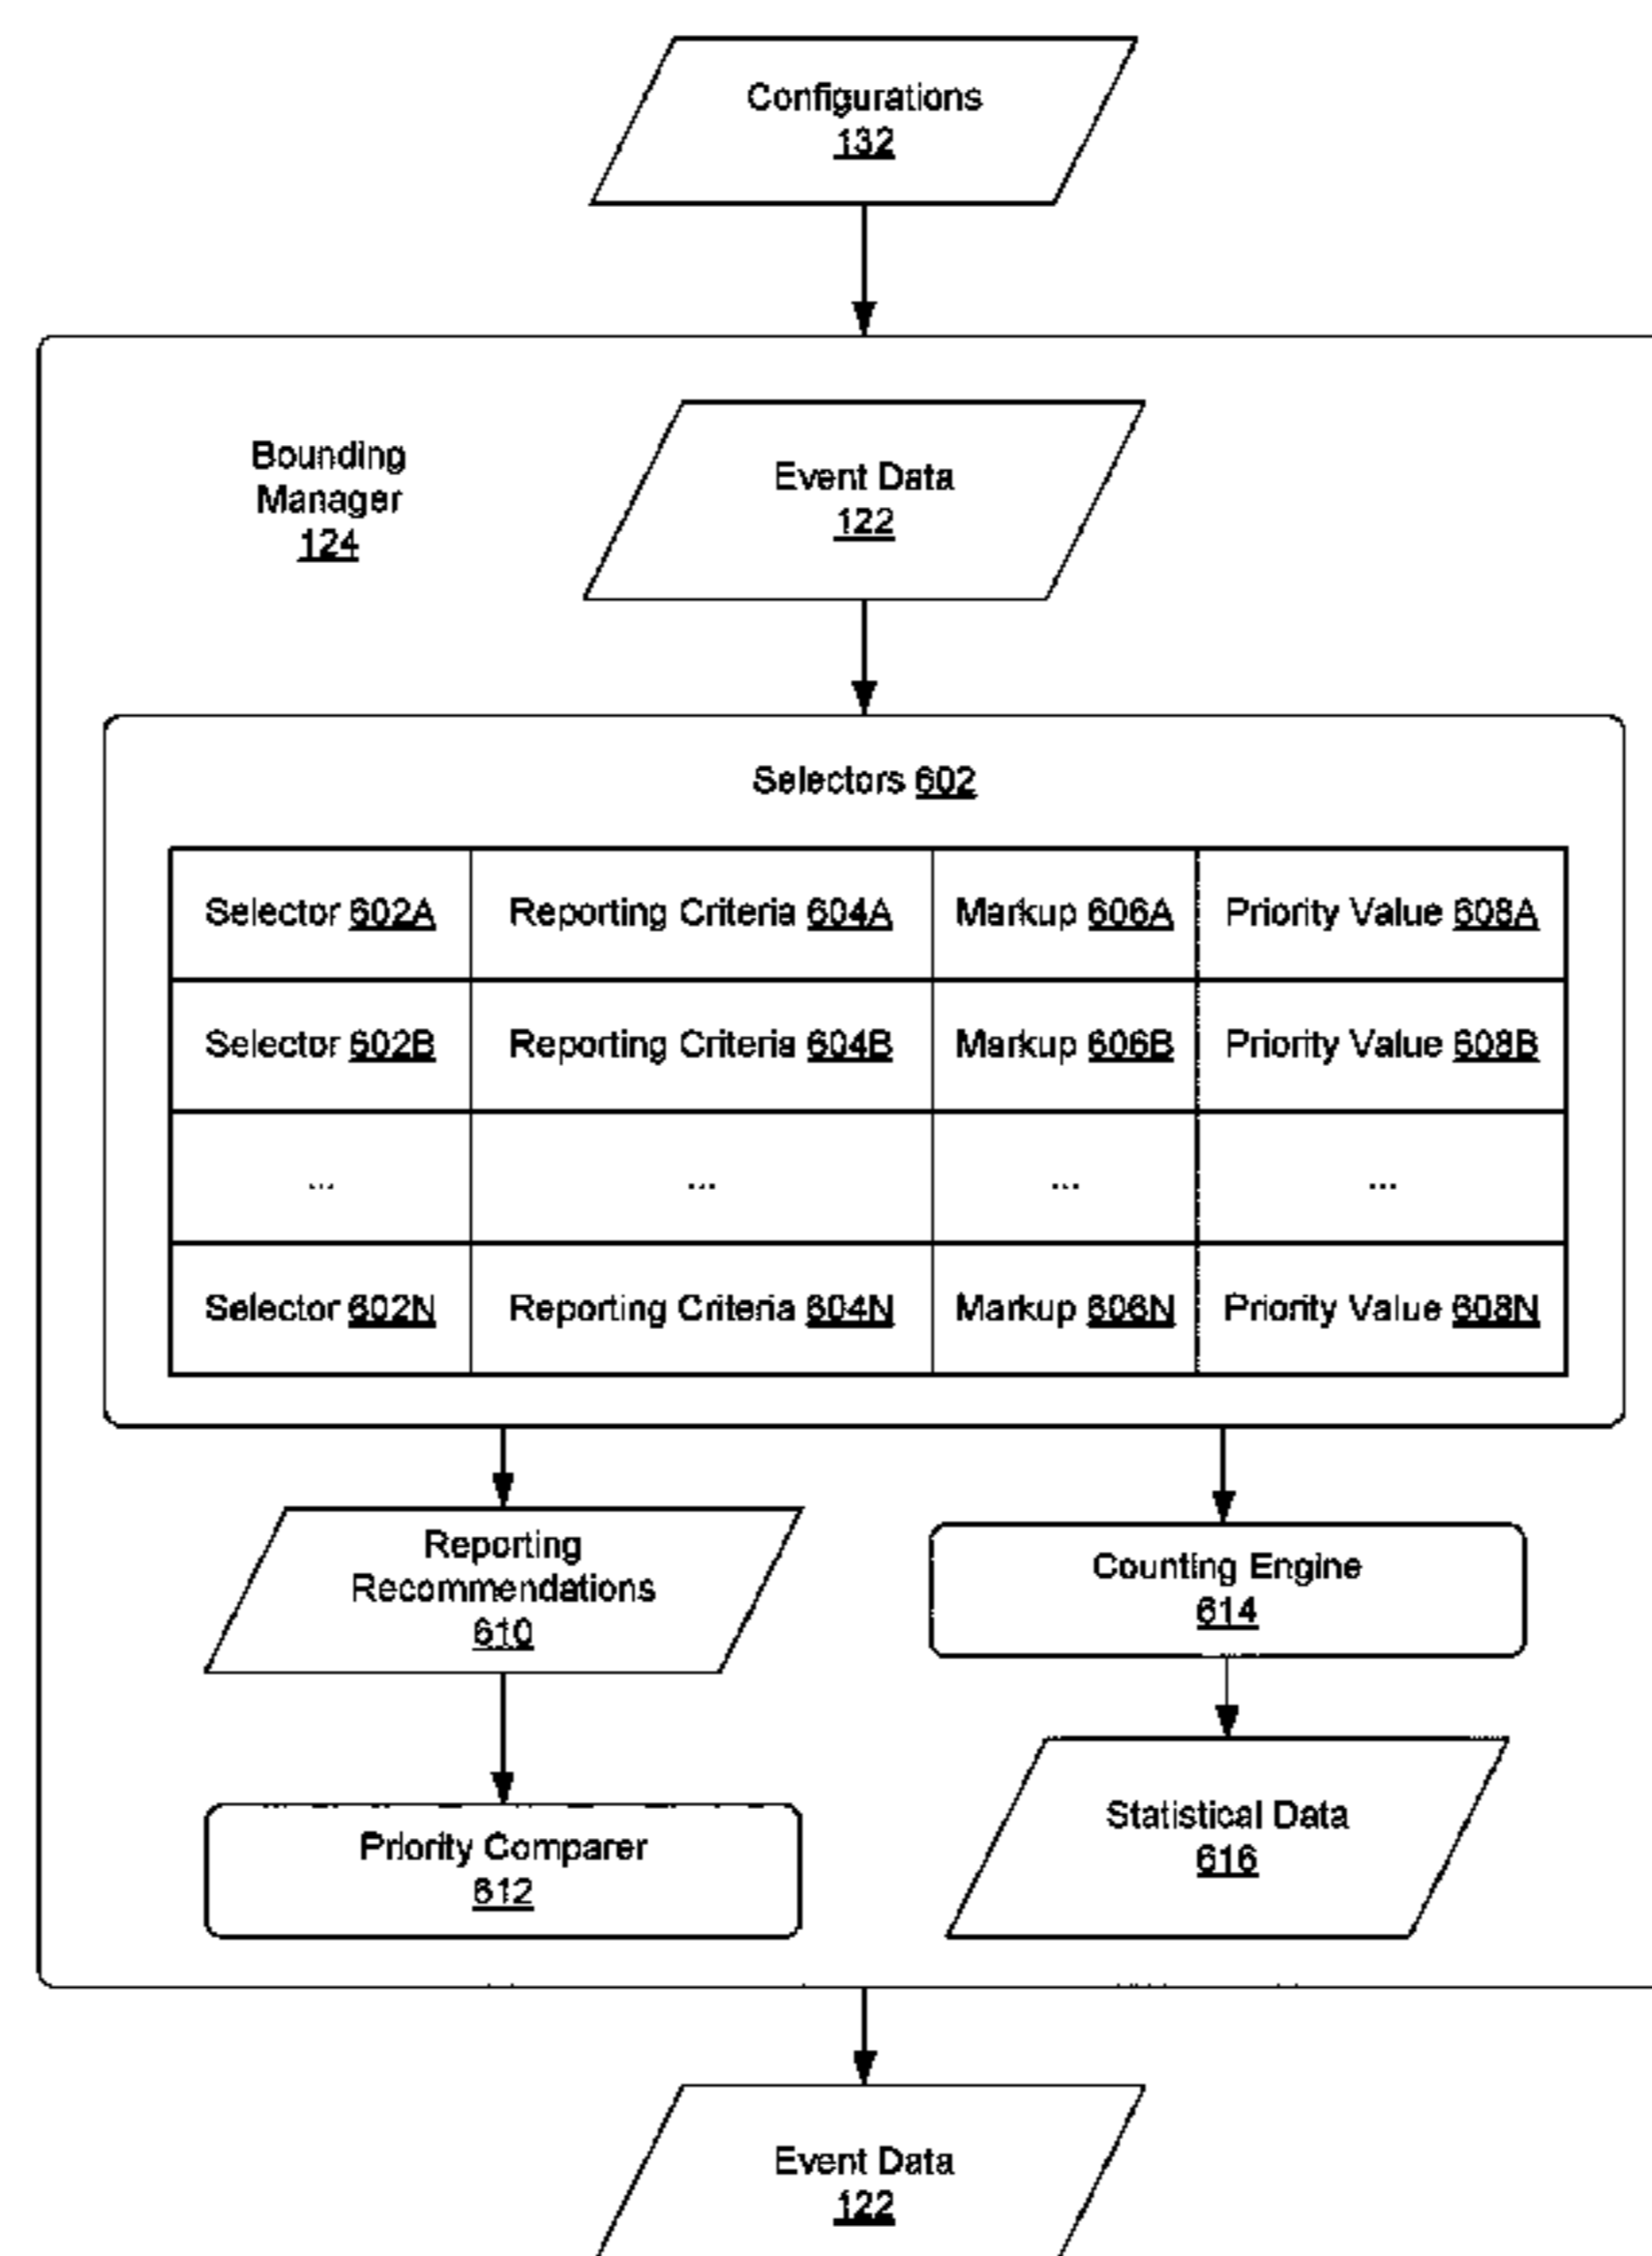 Configurations
132
Bounding
Manager
124
Event Data
122
Selectors 602
Selector 602A Reporting Criteria 604A Markup 606A Priority Value 608A
Selector 602B Reporting Criteria 604B Markup 606B Priority Value 608B
... ... ... ...
Selector 602N Reporting Criteria 604N Markup 606N Priority Value 608N
Reporting
Recommendations
610
Counting Engine
614
Priority Comparer
612
Statistical Data
616
Event Data
122